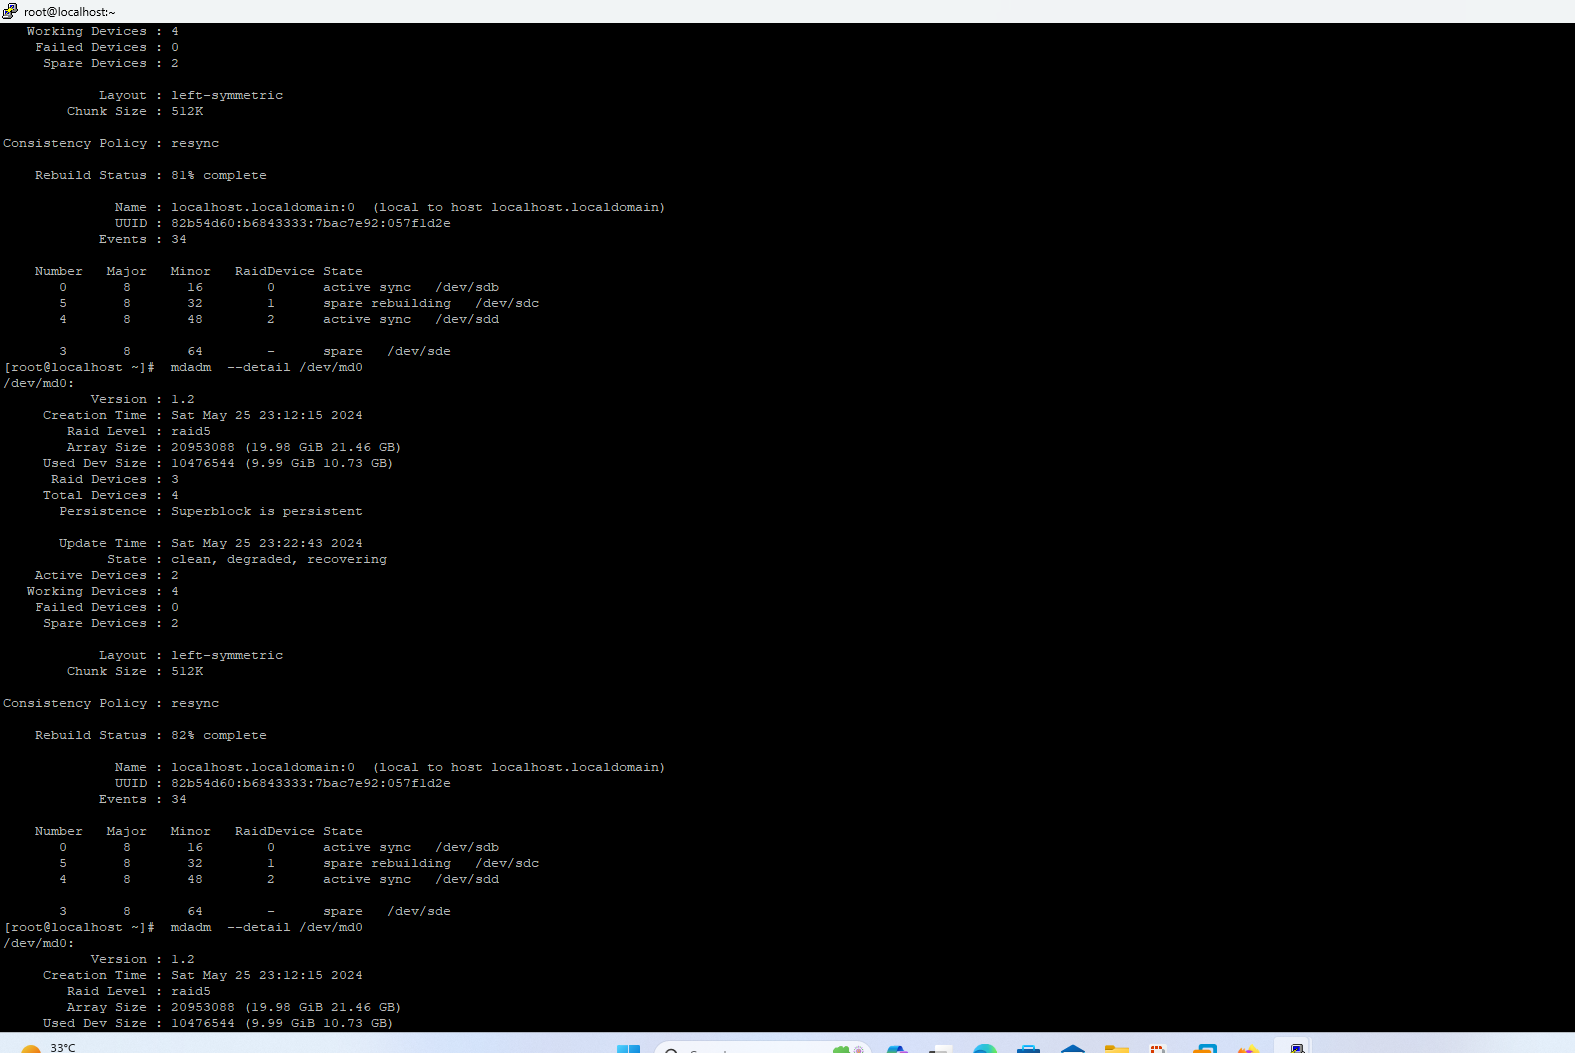 root@localhost:~
Working Devices : 4
Failed Devices : 0
Spare Devices : 2
Layout : left-symmetric
Chunk Size : 512K
Consistency Policy : resync
Rebuild Status : 81% complete
Name : localhost.localdomain:0  (local to host localhost.localdomain)
UUID : 82b54d60:b6843333:7bac7e92:057f1d2e
Events : 34
Number   Major   Minor   RaidDevice State
0       8       16        0      active sync   /dev/sdb
5       8       32        1      spare rebuilding   /dev/sdc
4       8       48        2      active sync   /dev/sdd
3       8       64        -      spare   /dev/sde
[root@localhost ~]#  mdadm  --detail /dev/md0
/dev/md0:
Version : 1.2
Creation Time : Sat May 25 23:12:15 2024
Raid Level : raid5
Array Size : 20953088 (19.98 GiB 21.46 GB)
Used Dev Size : 10476544 (9.99 GiB 10.73 GB)
Raid Devices : 3
Total Devices : 4
Persistence : Superblock is persistent
Update Time : Sat May 25 23:22:43 2024
State : clean, degraded, recovering
Active Devices : 2
Working Devices : 4
Failed Devices : 0
Spare Devices : 2
Layout : left-symmetric
Chunk Size : 512K
Consistency Policy : resync
Rebuild Status : 82% complete
Name : localhost.localdomain:0  (local to host localhost.localdomain)
UUID : 82b54d60:b6843333:7bac7e92:057f1d2e
Events : 34
Number   Major   Minor   RaidDevice State
0       8       16        0      active sync   /dev/sdb
5       8       32        1      spare rebuilding   /dev/sdc
4       8       48        2      active sync   /dev/sdd
3       8       64        -      spare   /dev/sde
[root@localhost ~]#  mdadm  --detail /dev/md0
/dev/md0:
Version : 1.2
Creation Time : Sat May 25 23:12:15 2024
Raid Level : raid5
Array Size : 20953088 (19.98 GiB 21.46 GB)
Used Dev Size : 10476544 (9.99 GiB 10.73 GB)
33°C